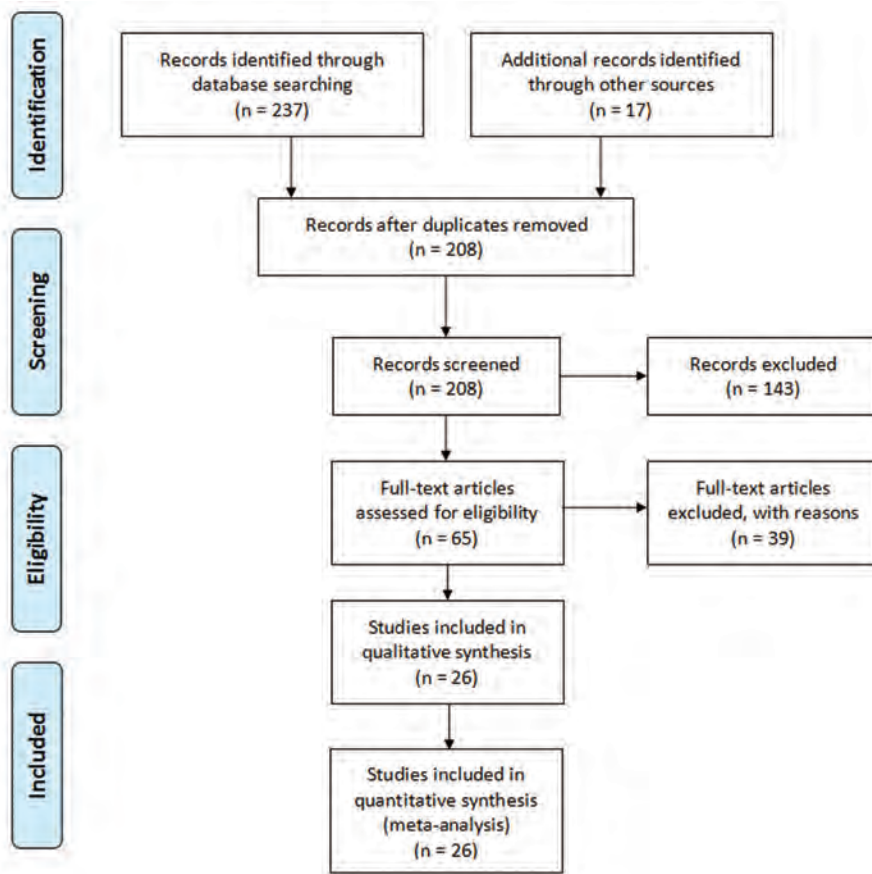 Identification
Records identified through
database searching
(n = 237)
Additional records identified
through other sources
(n = 17)
Records after duplicates removed
(n = 208)
Screening
Records screened
(n = 208)
Records excluded
(n = 143)
Eligibility
Full-text articles
assessed for eligibility
(n = 65)
Full-text articles
excluded, with reasons
(n = 39)
Studies included in
qualitative synthesis
(n = 26)
Included
Studies included in
quantitative synthesis
(meta-analysis)
(n = 26)